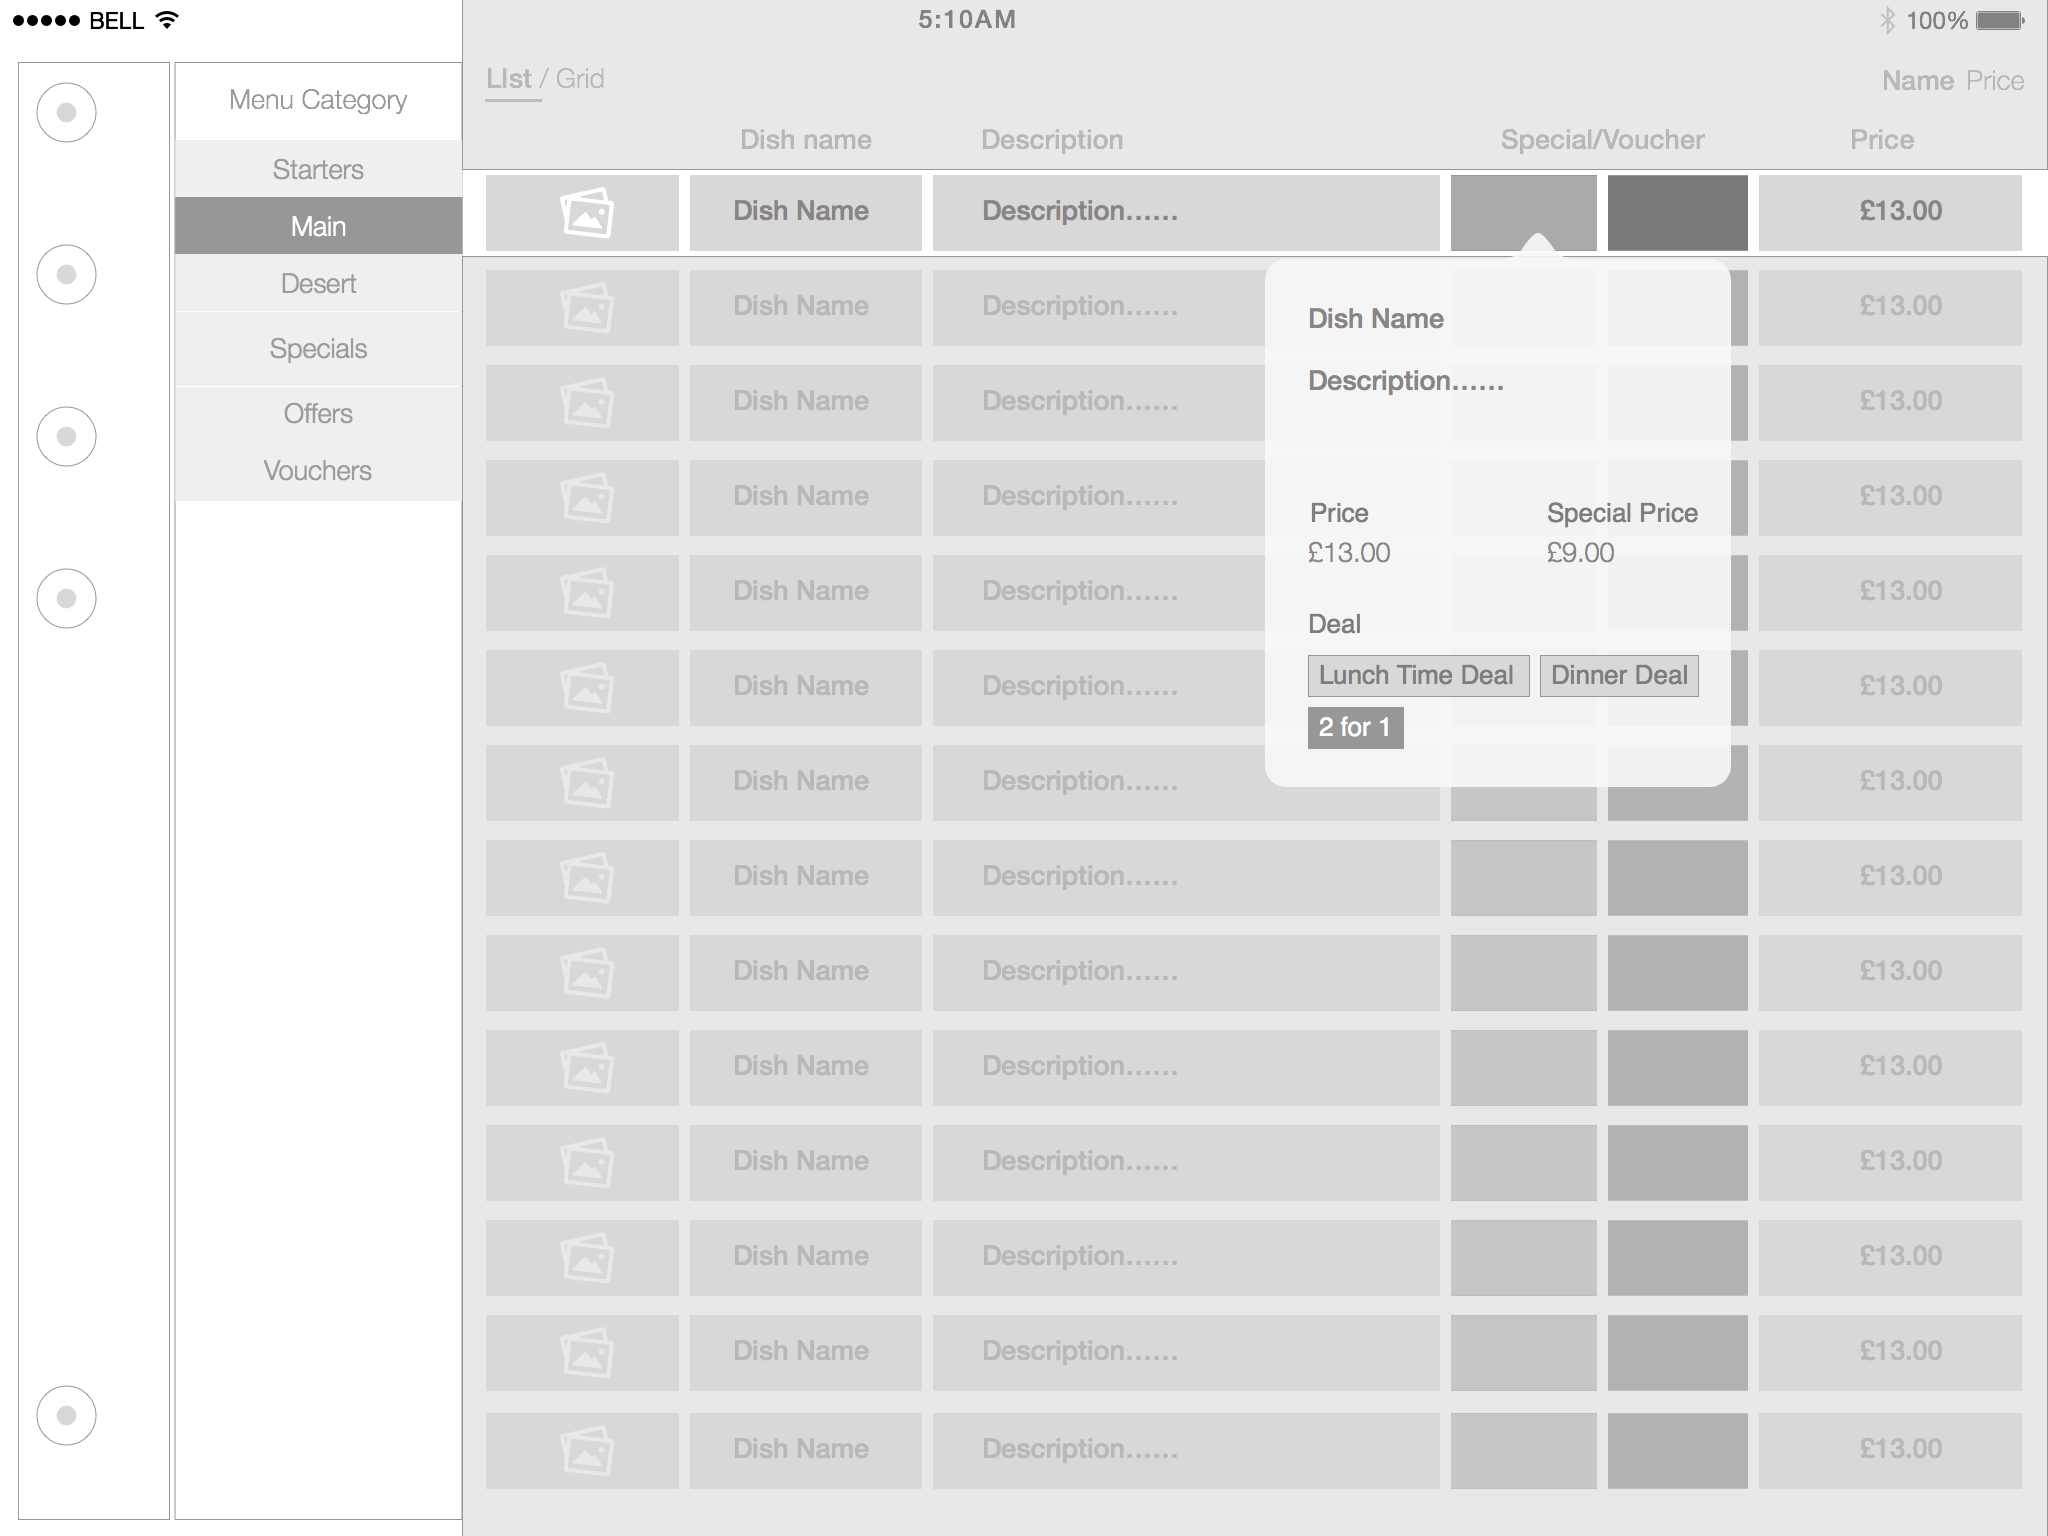 BELL
5:10AM
100%
LIst / Grid
Name Price
Menu Category
Starters
Main
Desert
Specials
Offers
Vouchers
Dish name Description Special/Voucher Price
Dish Name Description...... £13.00
Dish Name Description...... £13.00
Dish Name Description...... £13.00
Dish Name Description...... £13.00
Dish Name Description...... £13.00
Dish Name Description...... £13.00
Dish Name Description...... £13.00
Dish Name Description...... £13.00
Dish Name Description...... £13.00
Dish Name Description...... £13.00
Dish Name Description...... £13.00
Dish Name Description...... £13.00
Dish Name Description...... £13.00
Dish Name Description...... £13.00
Dish Name
Description......
Price Special Price
£13.00 £9.00
Deal
Lunch Time Deal Dinner Deal
2 for 1